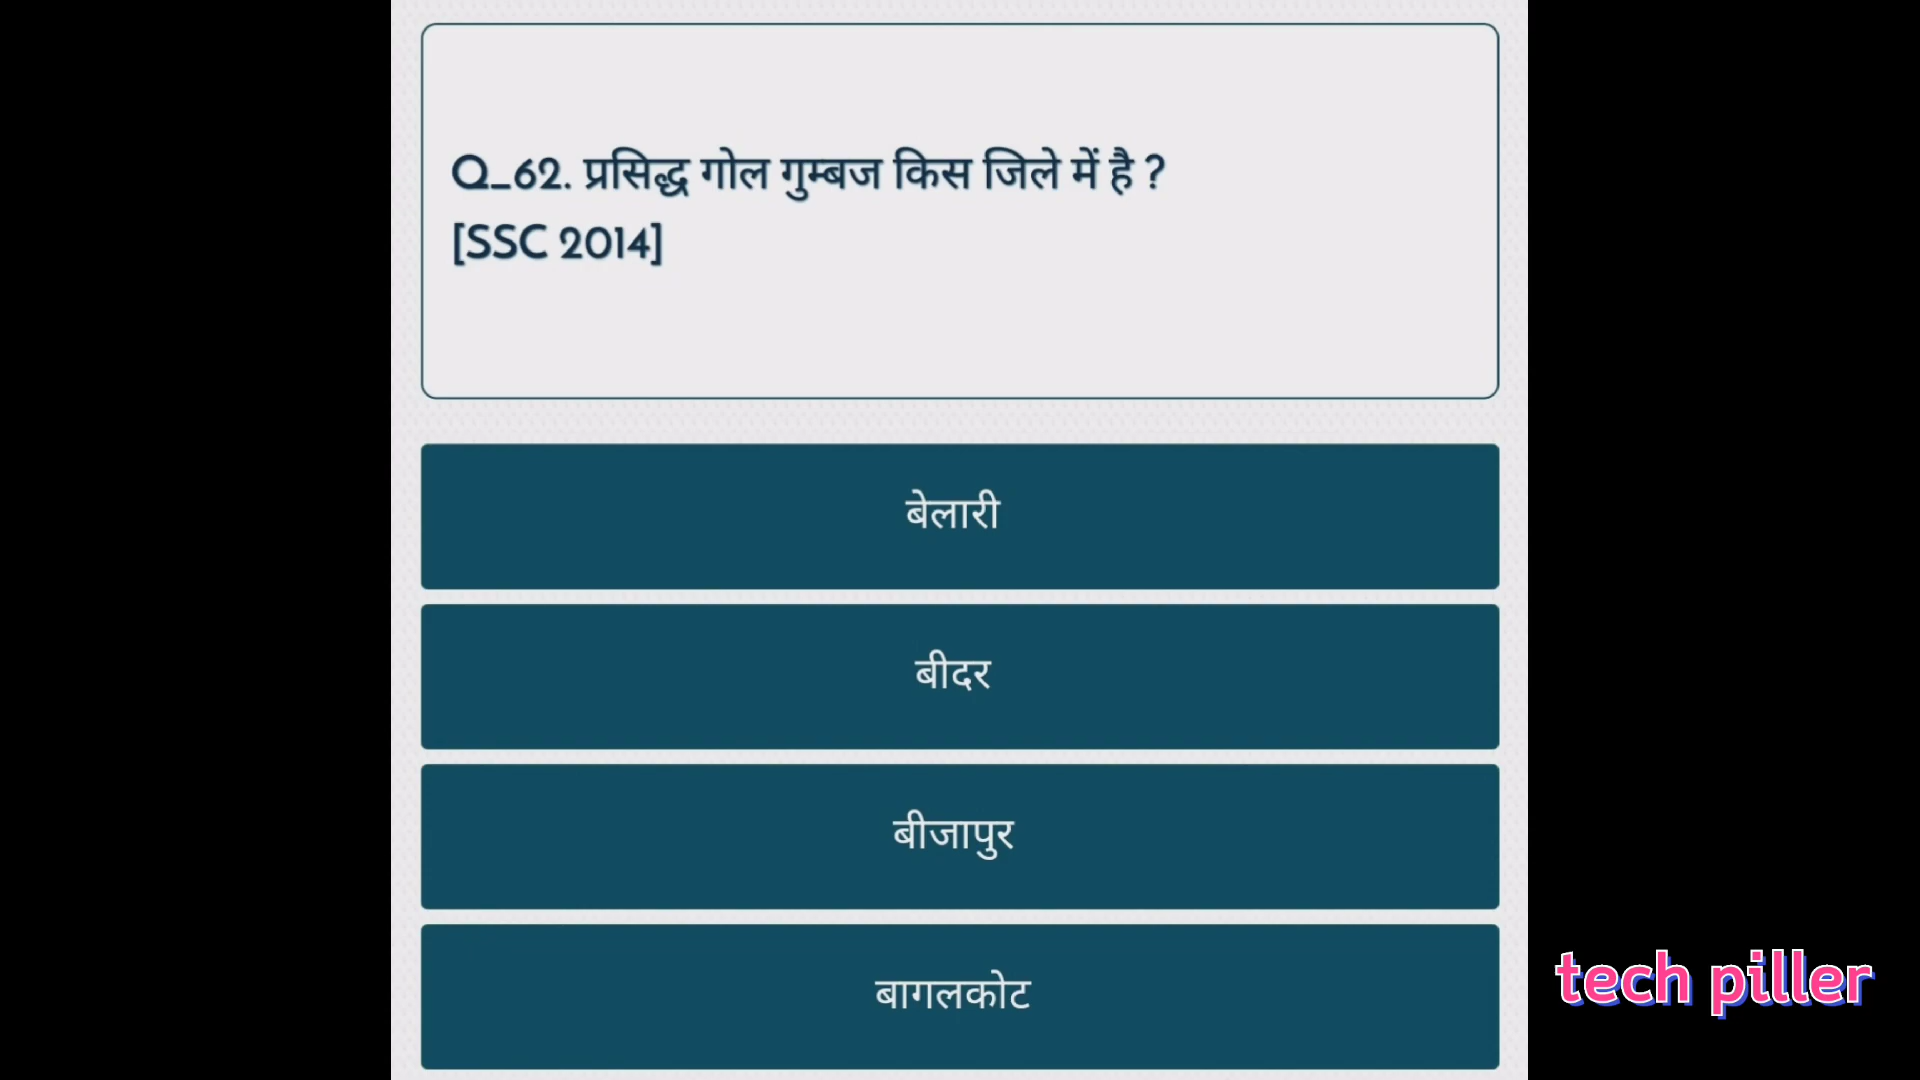 Q_62. प्रसिद्ध गोल गुम्बज किस जिले में है ?
[SSC 2014]
बेलारी
बीदर
बीजापुर
बागलकोट
tech piller